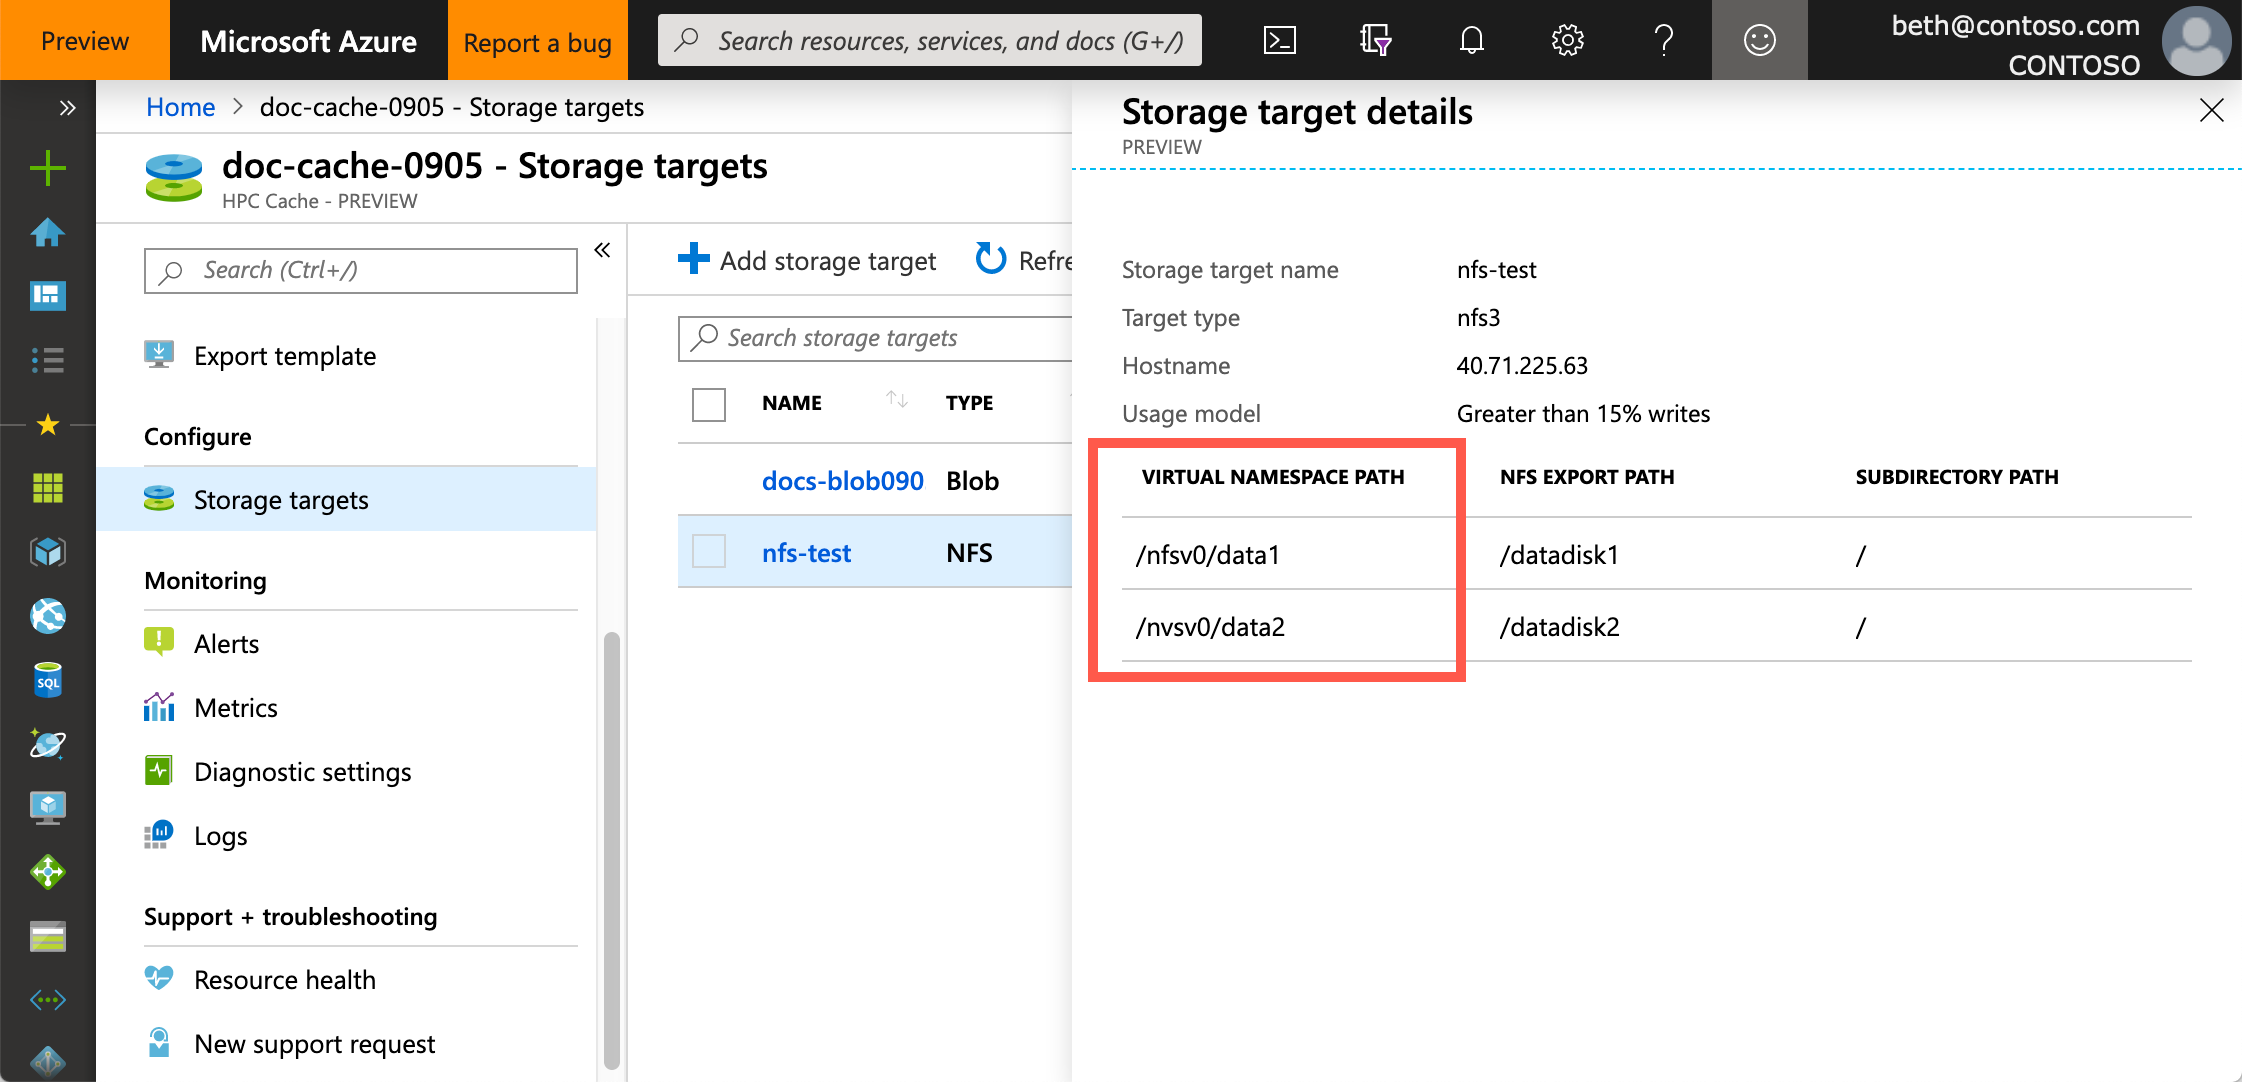 Preview
Microsoft Azure
Report a bug
Search resources, services, and docs (G+/)
beth@contoso.com
CONTOSO
Home > doc-cache-0905 - Storage targets
doc-cache-0905 - Storage targets
HPC Cache - PREVIEW
Search (Ctrl+/)
Export template
Configure
Storage targets
Monitoring
Alerts
Metrics
Diagnostic settings
Logs
Support + troubleshooting
Resource health
New support request
SQL
Add storage target
Refre
Search storage targets
NAME TYPE
docs-blob090 Blob
nfs-test NFS
Storage target details
PREVIEW
Storage target name nfs-test
Target type nfs3
Hostname 40.71.225.63
Usage model Greater than 15% writes
VIRTUAL NAMESPACE PATH NFS EXPORT PATH SUBDIRECTORY PATH
/nfsv0/data1 /datadisk1 /
/nvsv0/data2 /datadisk2 /